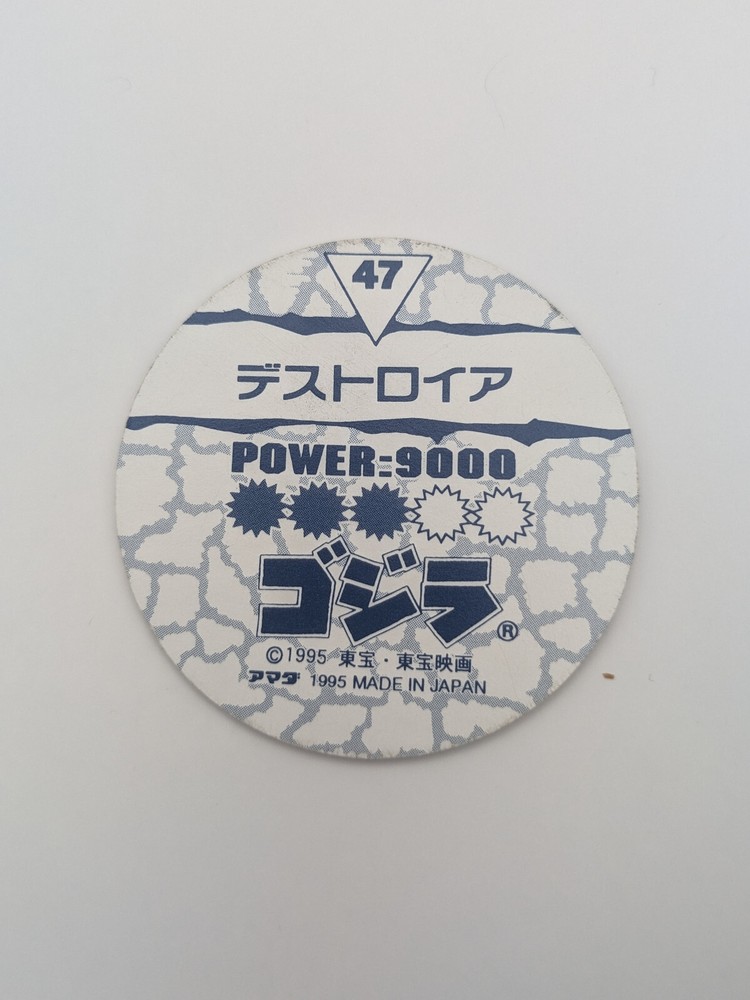 47
デストロイア
POWER:9000
ゴジラ®
©1995 東宝・東宝映画
アマダ 1995 MADE IN JAPAN